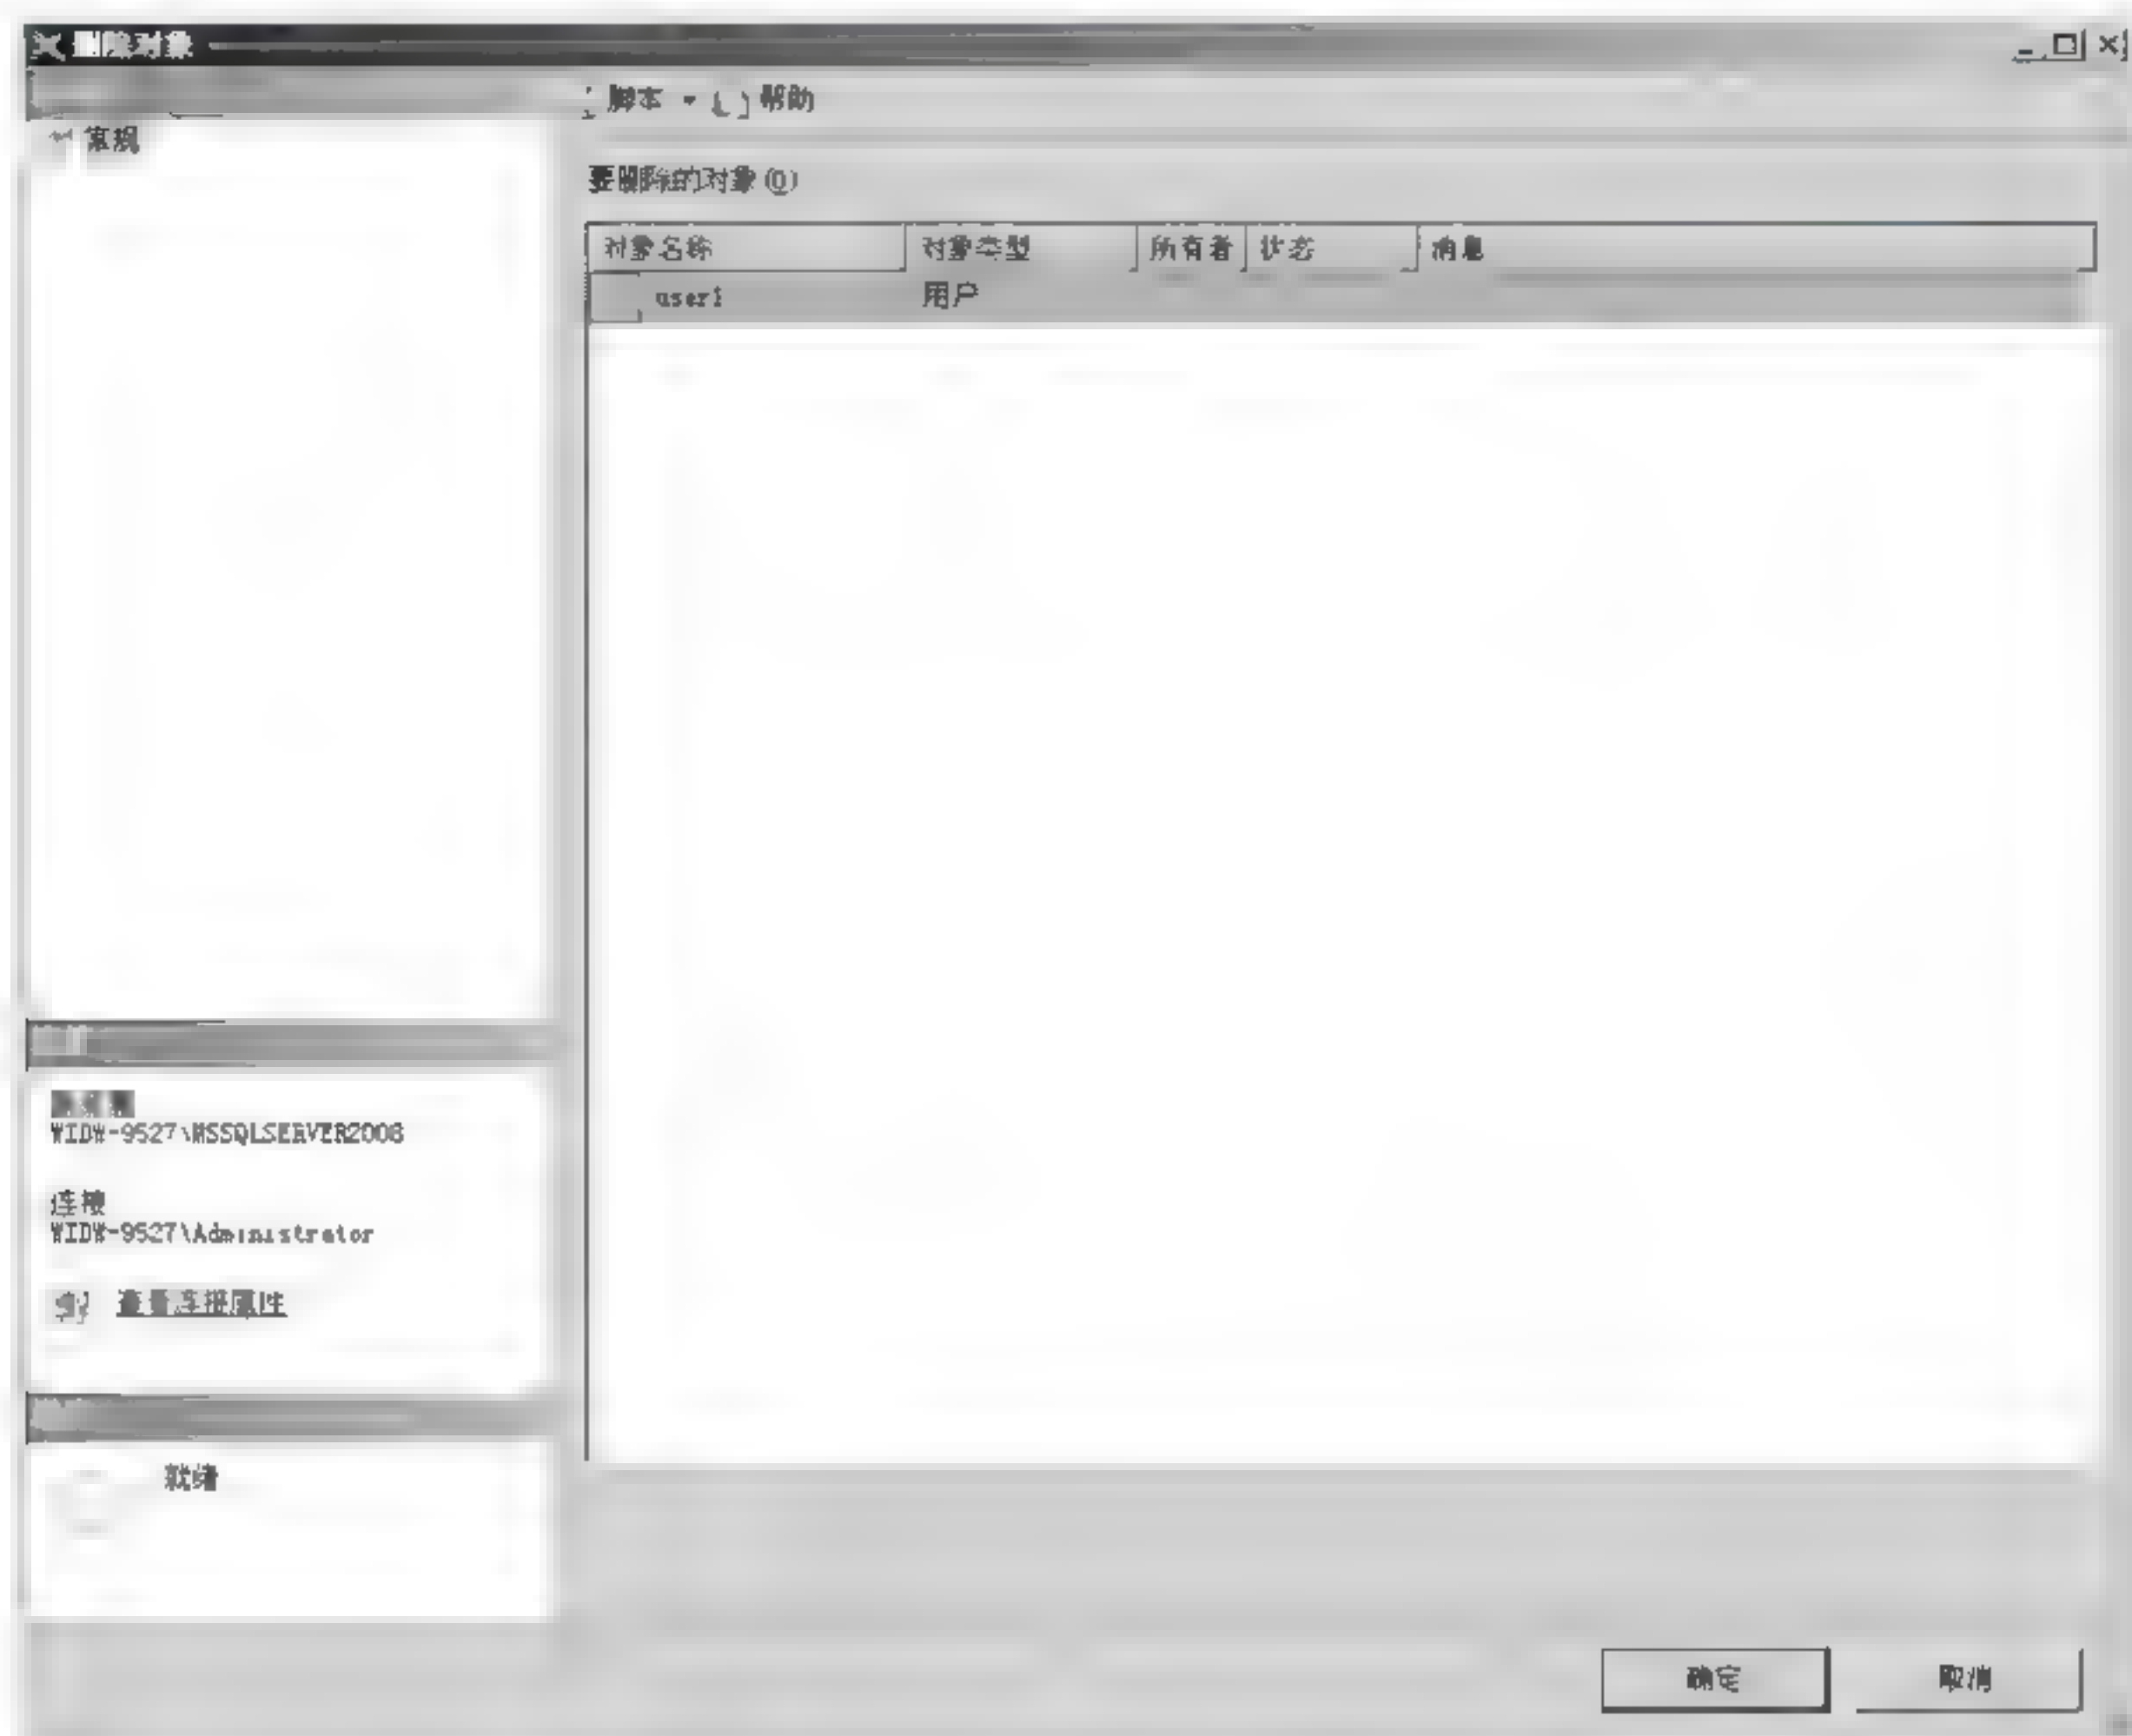 删除对象
常规
脚本 帮助
要删除的对象(O)
对象名称 对象类型 所有者 状态 消息
user1 用户
WIDW-9527\MSSQLSERVER2008
连接
WIDW-9527\Administrator
查看连接属性
就绪
确定 取消